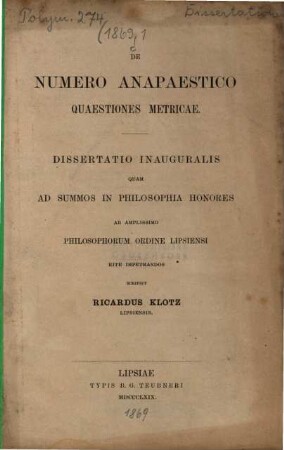 Polygr. 274
(1869,1
Dissertation
DE
NUMERO ANAPAESTICO
QUAESTIONES METRICAE.
DISSERTATIO INAUGURALIS
QUAM
AD SUMMOS IN PHILOSOPHIA HONORES
AB AMPLISSIMO
PHILOSOPHORUM ORDINE LIPSIENSI
RITE IMPETRANDOS
SCRIPSIT
RICARDUS KLOTZ
LIPSIENSIS.
LIPSIAE
TYPIS B. G. TEUBNERI
MDCCCLXIX.
1869